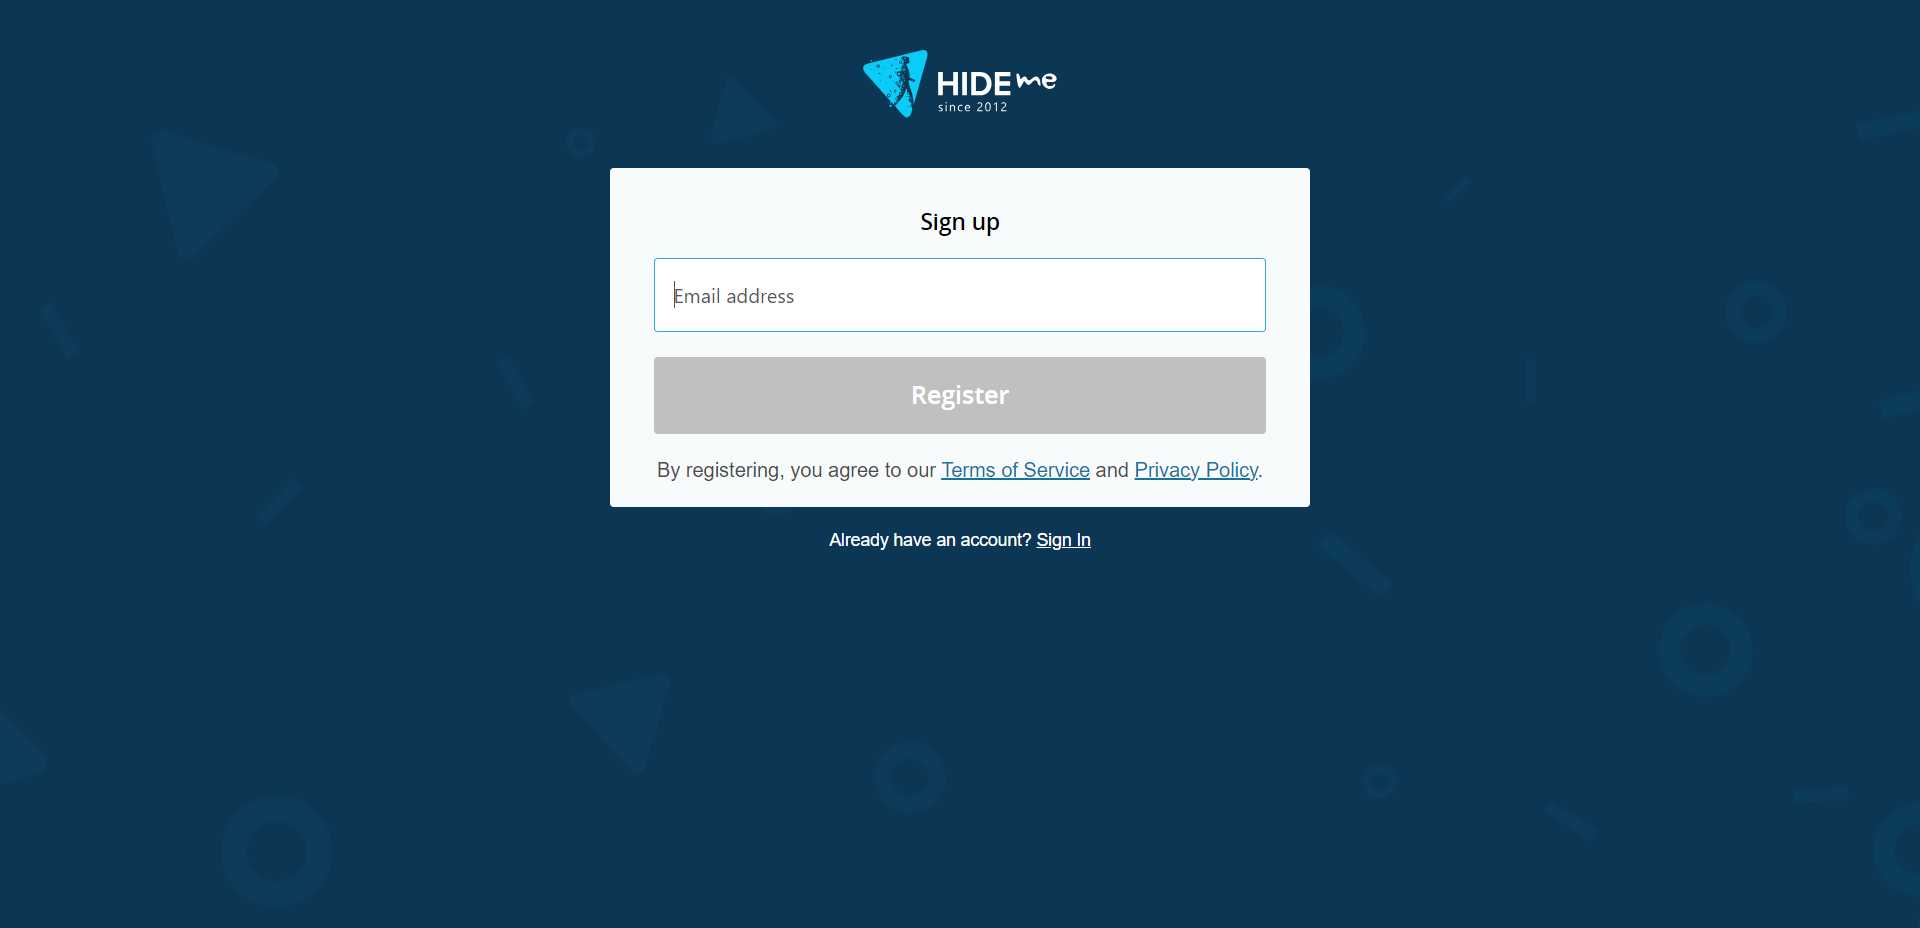 HIDE me
since 2012
Sign up
Email address
Register
By registering, you agree to our Terms of Service and Privacy Policy.
Already have an account? Sign In